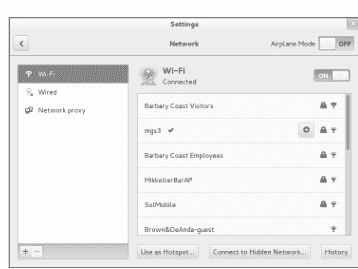 Settings
Network
Airplane Mode OFF
Wi-Fi
Wired
Network proxy
Wi-Fi
Connected
ON
Barbary Coast Visitors
mgs3 ✔
Barbary Coast Employees
MikkellerBarAP
SolMobile
Brown&DeAnda-guest
+ −
Use as Hotspot...
Connect to Hidden Network...
History